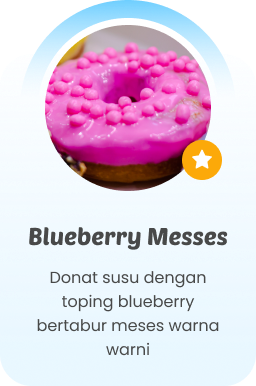 Blueberry Messes
Donat susu dengan
toping blueberry
bertabur meses warna
warni